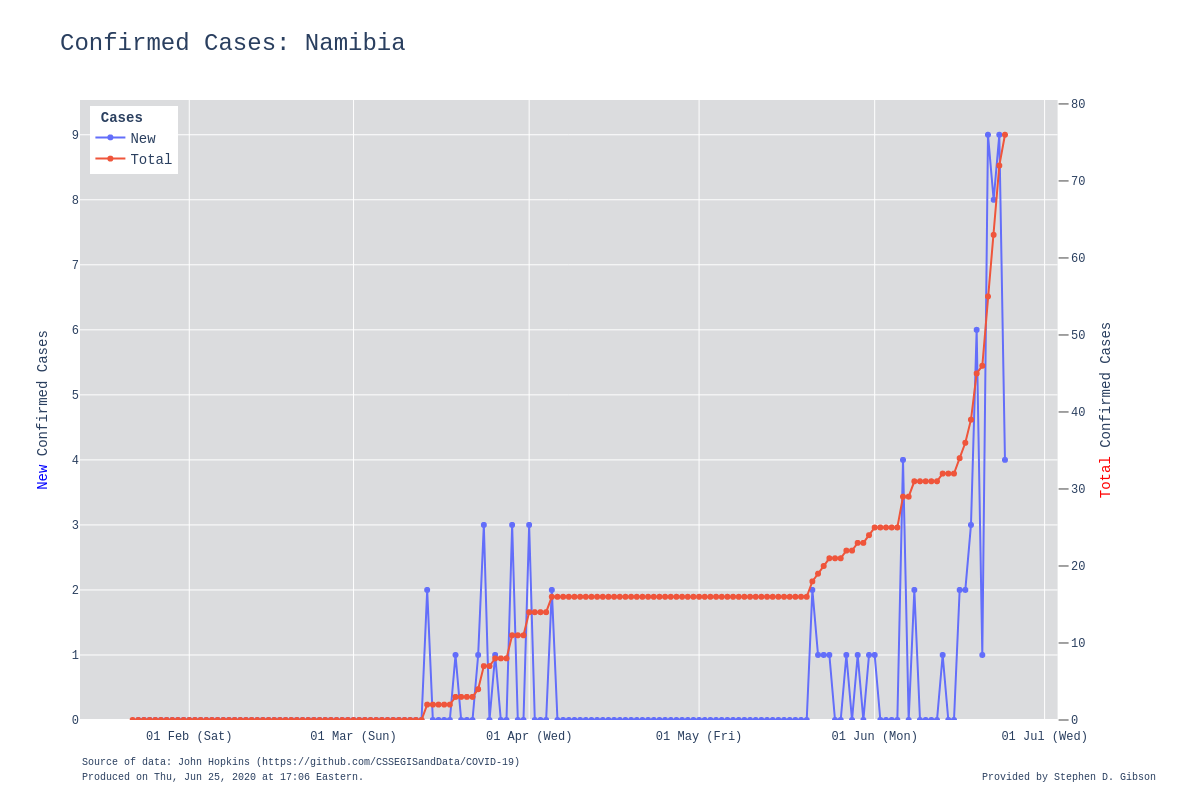 Confirmed Cases: Namibia
Cases
New
Total
9
8
7
6
5
4
3
2
1
0
New Confirmed Cases
80
70
60
50
40
30
20
10
0
Total Confirmed Cases
01 Feb (Sat) 01 Mar (Sun) 01 Apr (Wed) 01 May (Fri) 01 Jun (Mon) 01 Jul (Wed)
Source of data: John Hopkins (https://github.com/CSSEGISandData/COVID-19)
Produced on Thu, Jun 25, 2020 at 17:06 Eastern.
Provided by Stephen D. Gibson